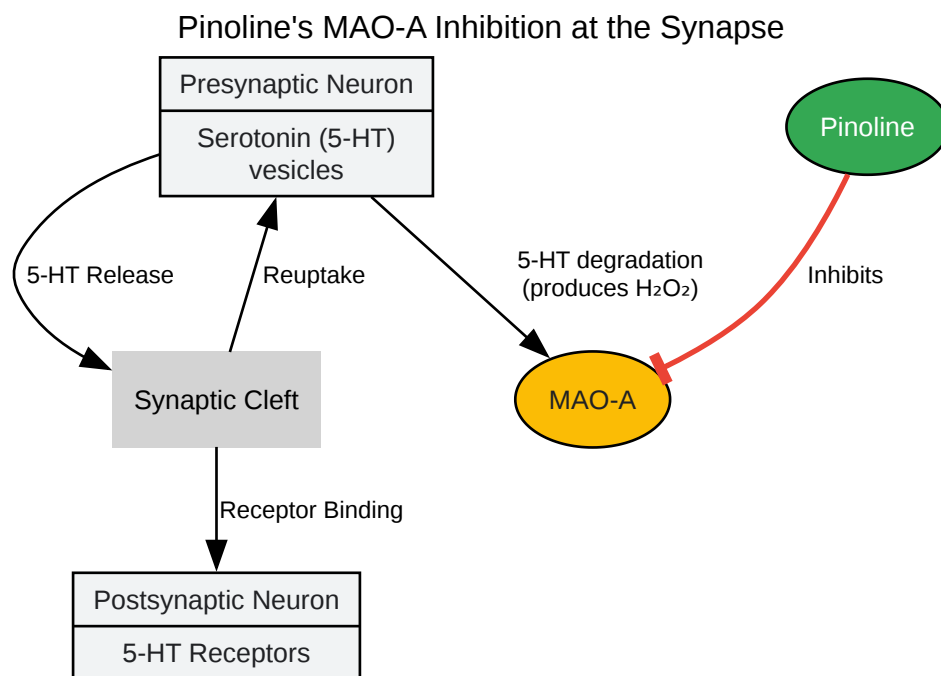 Pinoline's MAO-A Inhibition at the Synapse
Presynaptic Neuron
Serotonin (5-HT)
vesicles
Pinoline
5-HT Release
Reuptake
5-HT degradation
(produces H₂O₂)
Inhibits
Synaptic Cleft
MAO-A
Receptor Binding
Postsynaptic Neuron
5-HT Receptors